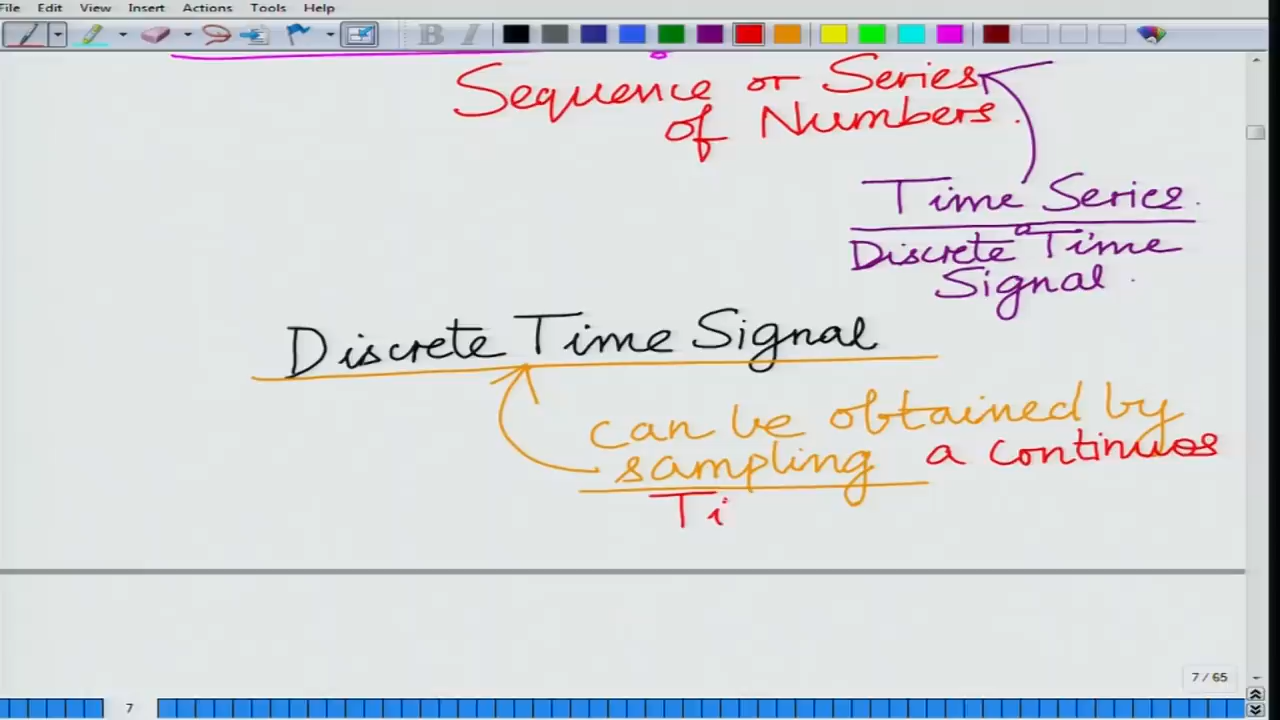 File Edit View Insert Actions Tools Help
B I
Sequence or Series
of Numbers.
Time Series.
Discrete Time
Signal.
Discrete Time Signal
can be obtained by
sampling a continuos
Ti
7 / 65
7